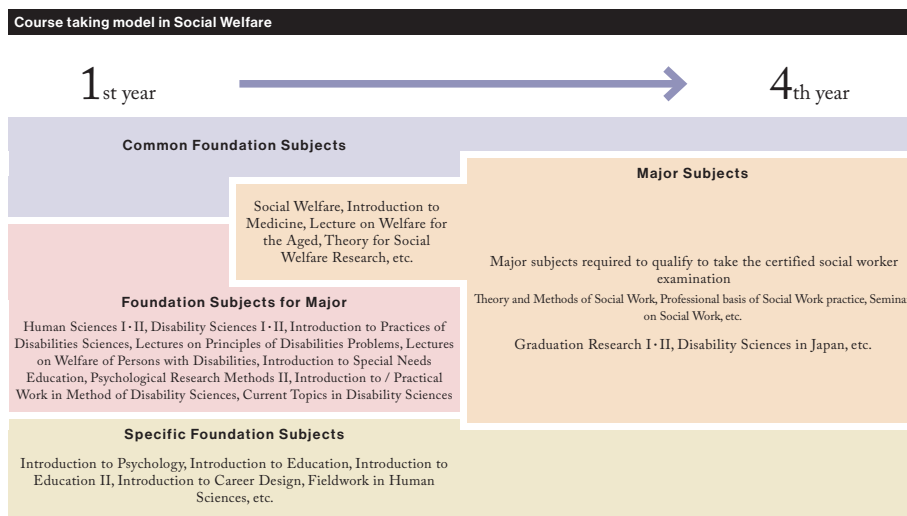 Course taking model in Social Welfare
1st year
4th year
Common Foundation Subjects
Major Subjects
Social Welfare, Introduction to
Medicine, Lecture on Welfare for
the Aged, Theory for Social
Welfare Research, etc.
Major subjects required to qualify to take the certified social worker
examination
Theory and Methods of Social Work, Professional basis of Social Work practice, Semina
on Social Work, etc.
Graduation Research I・II, Disability Sciences in Japan, etc.
Foundation Subjects for Major
Human Sciences I・II, Disability Sciences I・II, Introduction to Practices of
Disabilities Sciences, Lectures on Principles of Disabilities Problems, Lectures
on Welfare of Persons with Disabilities, Introduction to Special Needs
Education, Psychological Research Methods II, Introduction to / Practical
Work in Method of Disability Sciences, Current Topics in Disability Sciences
Specific Foundation Subjects
Introduction to Psychology, Introduction to Education, Introduction to
Education II, Introduction to Career Design, Fieldwork in Human
Sciences, etc.